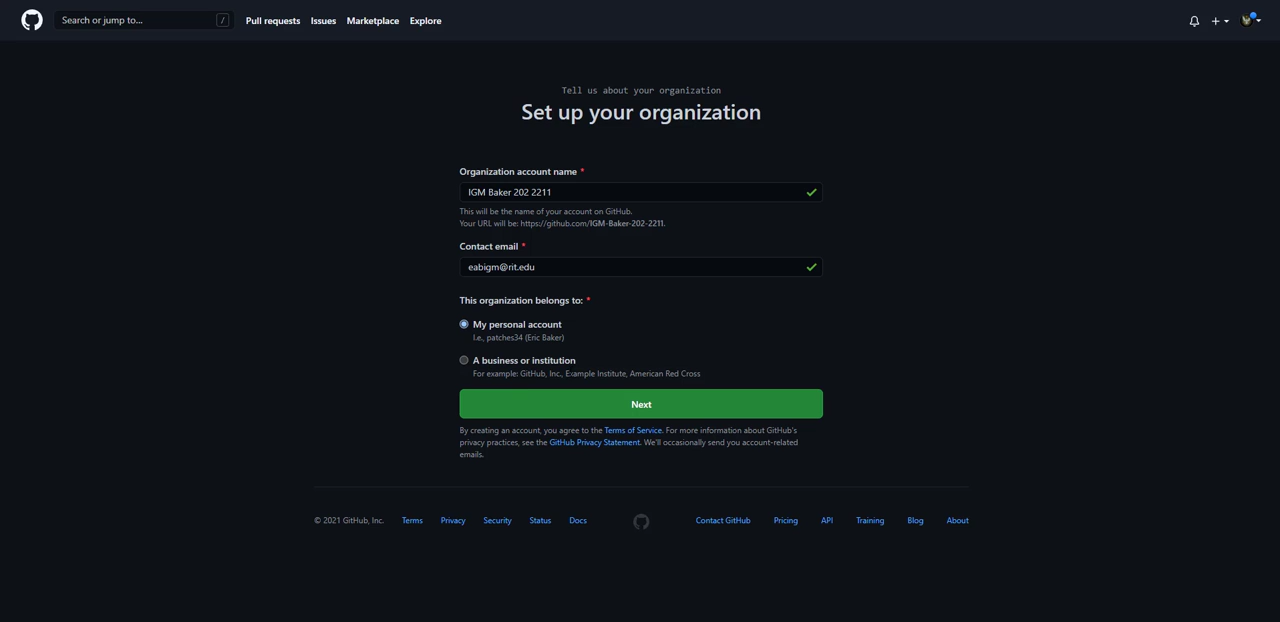 Search or jump to... /
Pull requests Issues Marketplace Explore
Tell us about your organization
Set up your organization
Organization account name *
IGM Baker 202 2211
This will be the name of your account on GitHub.
Your URL will be: https://github.com/IGM-Baker-202-2211.
Contact email *
eabigm@rit.edu
This organization belongs to: *
My personal account
I.e., patches34 (Eric Baker)
A business or institution
For example: GitHub, Inc., Example Institute, American Red Cross
Next
By creating an account, you agree to the Terms of Service. For more information about GitHub's
privacy practices, see the GitHub Privacy Statement. We'll occasionally send you account-related
emails.
© 2021 GitHub, Inc. Terms Privacy Security Status Docs Contact GitHub Pricing API Training Blog About